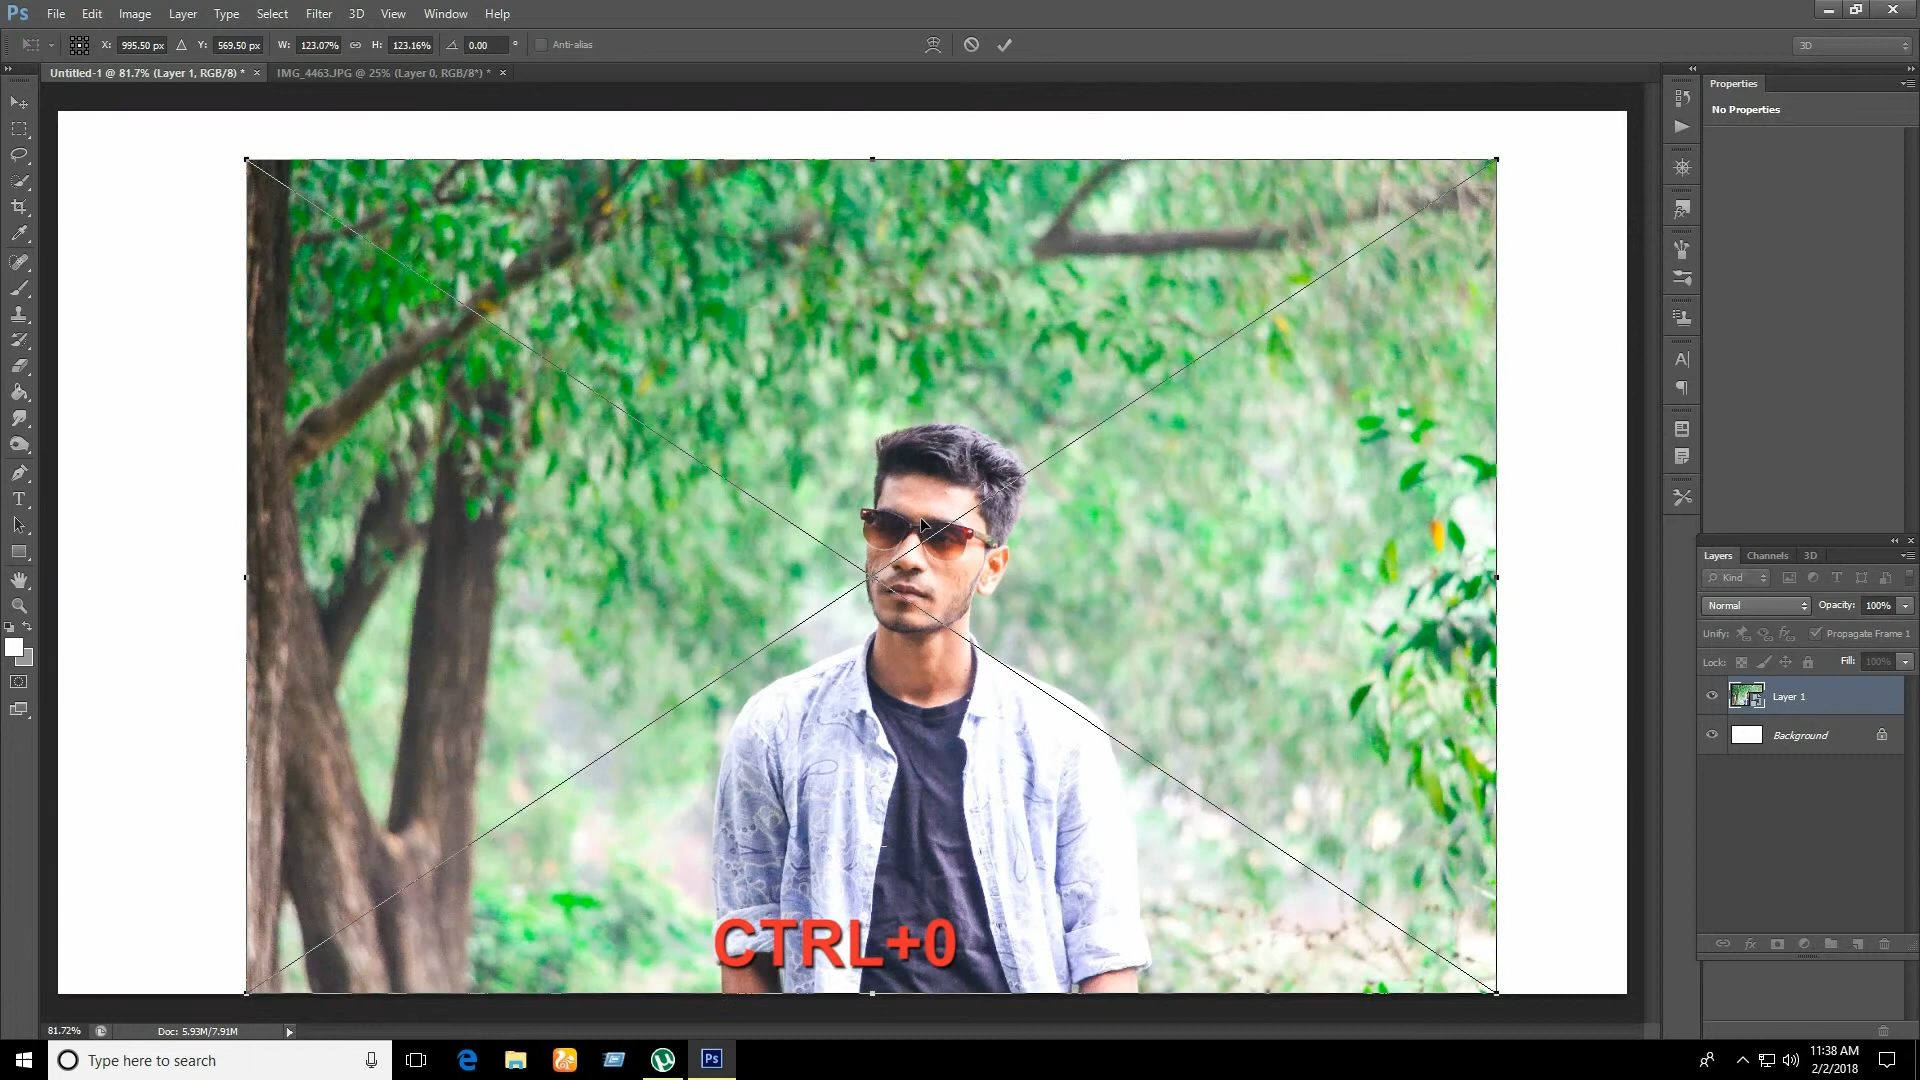 Ps File Edit Image Layer Type Select Filter 3D View Window Help
X: 995.50 px Y: 569.50 px W: 123.07% H: 123.16% 0.00 ° Anti-alias 3D
Untitled-1 @ 81.7% (Layer 1, RGB/8) * × IMG_4463.JPG @ 25% (Layer 0, RGB/8*) * ×
Properties
No Properties
Layers Channels 3D
Kind
Normal Opacity: 100%
Unify: Propagate Frame 1
Lock: Fill: 100%
Layer 1
Background
CTRL+0
81.72% Doc: 5.93M/7.91M
Type here to search
Ps
11:38 AM
2/2/2018